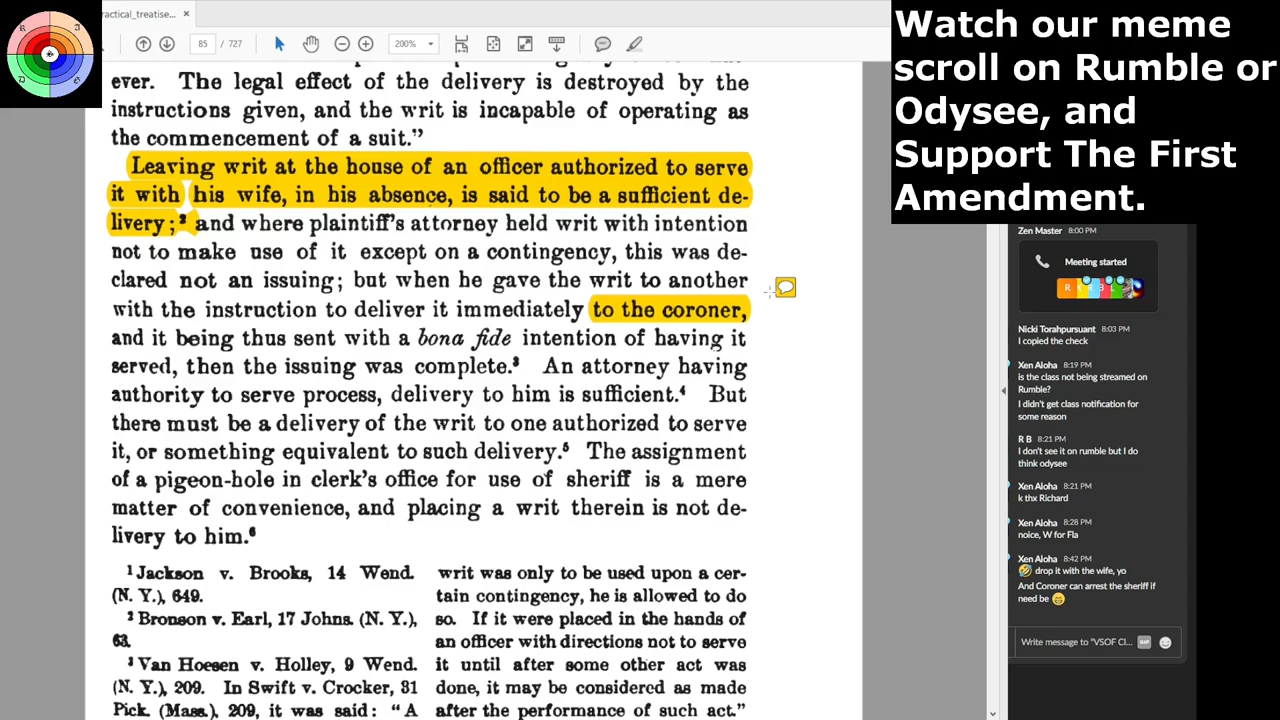 practical_treatise...
85 / 727
200%
ever. The legal effect of the delivery is destroyed by the
instructions given, and the writ is incapable of operating as
the commencement of a suit.”
Leaving writ at the house of an officer authorized to serve
it with his wife, in his absence, is said to be a sufficient de-
livery;² and where plaintiff’s attorney held writ with intention
not to make use of it except on a contingency, this was de-
clared not an issuing; but when he gave the writ to another
with the instruction to deliver it immediately to the coroner,
and it being thus sent with a bona fide intention of having it
served, then the issuing was complete.³ An attorney having
authority to serve process, delivery to him is sufficient.⁴ But
there must be a delivery of the writ to one authorized to serve
it, or something equivalent to such delivery.⁵ The assignment
of a pigeon-hole in clerk’s office for use of sheriff is a mere
matter of convenience, and placing a writ therein is not de-
livery to him.⁶
¹ Jackson v. Brooks, 14 Wend.
(N. Y.), 649.
² Bronson v. Earl, 17 Johns. (N. Y.),
63.
³ Van Hoesen v. Holley, 9 Wend.
(N. Y.), 209. In Swift v. Crocker, 31
Pick. (Mass.), 209, it was said: “A
writ was only to be used upon a cer-
tain contingency, he is allowed to do
so. If it were placed in the hands of
an officer with directions not to serve
it until after some other act was
done, it may be considered as made
after the performance of such act.”
Watch our meme
scroll on Rumble or
Odysee, and
Support The First
Amendment.
Zen Master 8:00 PM
Meeting started
R K R B L
Nicki Torahpursuant 8:03 PM
I copied the check
Xen Aloha 8:19 PM
is the class not being streamed on
Rumble?
I didn't get class notification for
some reason
R B 8:21 PM
I don't see it on rumble but I do
think odysee
Xen Aloha 8:21 PM
k thx Richard
Xen Aloha 8:28 PM
noice, W for Fla
Xen Aloha 8:42 PM
🤣 drop it with the wife, yo
And Coroner can arrest the sheriff if
need be 😁
Write message to "VSOF Cl... GIF